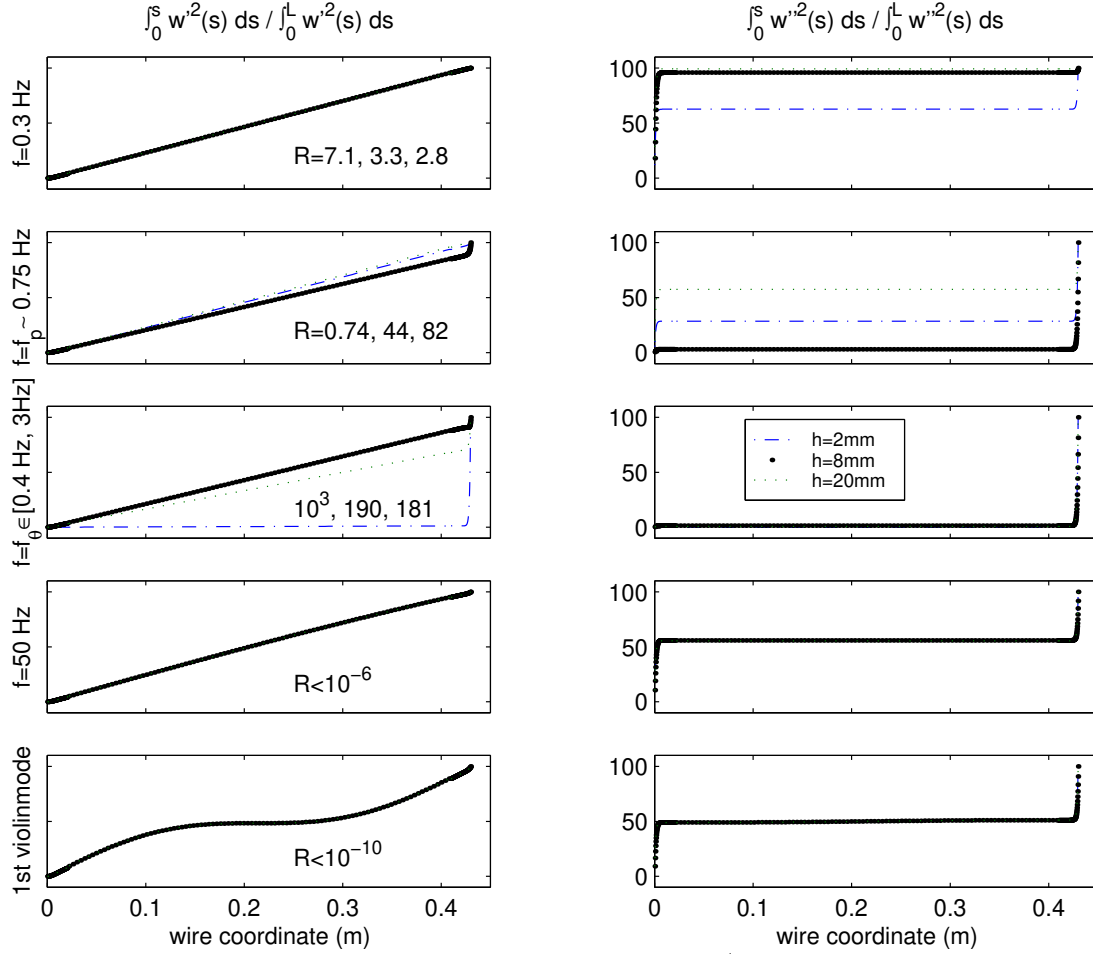 ∫₀ˢ w'²(s) ds / ∫₀ᴸ w'²(s) ds
∫₀ˢ w''²(s) ds / ∫₀ᴸ w''²(s) ds
f=0.3 Hz
R=7.1, 3.3, 2.8
100
50
0
f=fₚ ~ 0.75 Hz
R=0.74, 44, 82
100
50
0
f=f_θ ∈[0.4 Hz, 3Hz]
10³, 190, 181
100
50
0
h=2mm
h=8mm
h=20mm
f=50 Hz
R<10⁻⁶
100
50
0
1st violinmode
R<10⁻¹⁰
100
50
0
0 0.1 0.2 0.3 0.4
wire coordinate (m)
0 0.1 0.2 0.3 0.4
wire coordinate (m)